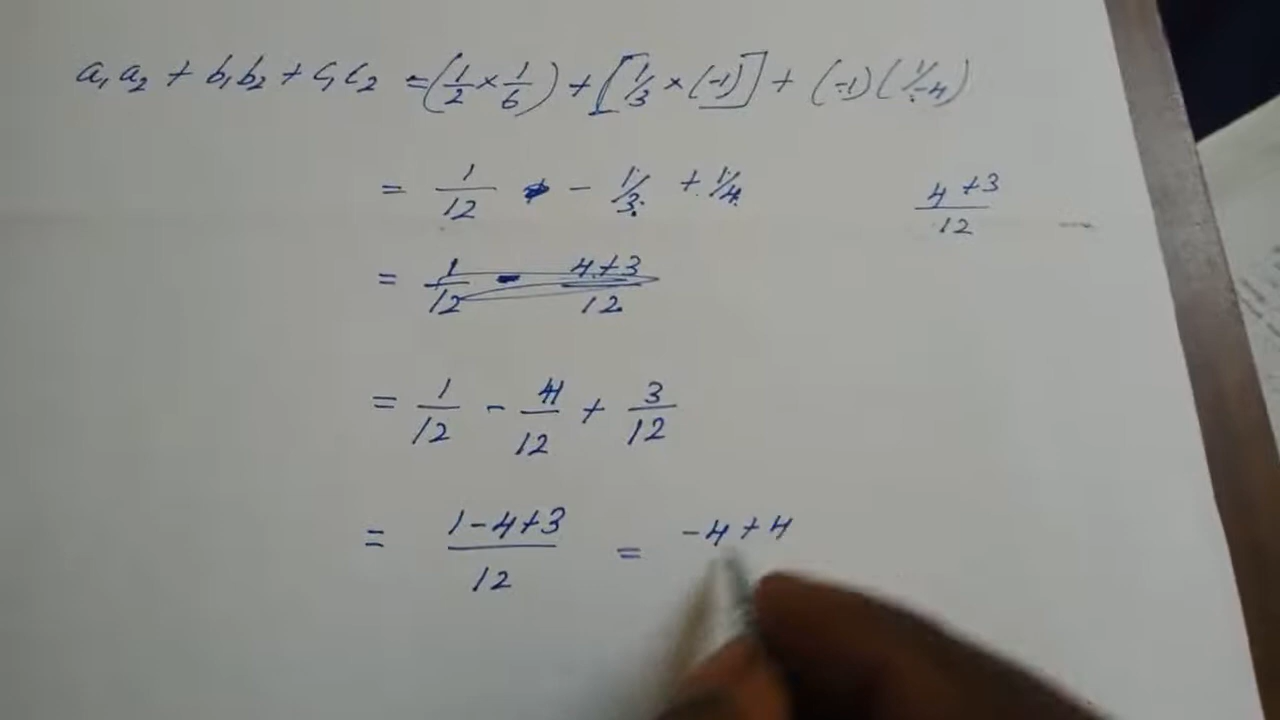 a₁a₂ + b₁b₂ + c₁c₂ = (1/2 × 1/6) + [1/3 × (-1)] + (-1)(1/-4)
= 1/12 - 1/3 + 1/4
4+3/12
= 1/12 - 4+3/12
= 1/12 - 4/12 + 3/12
= 1-4+3/12 = -4+4